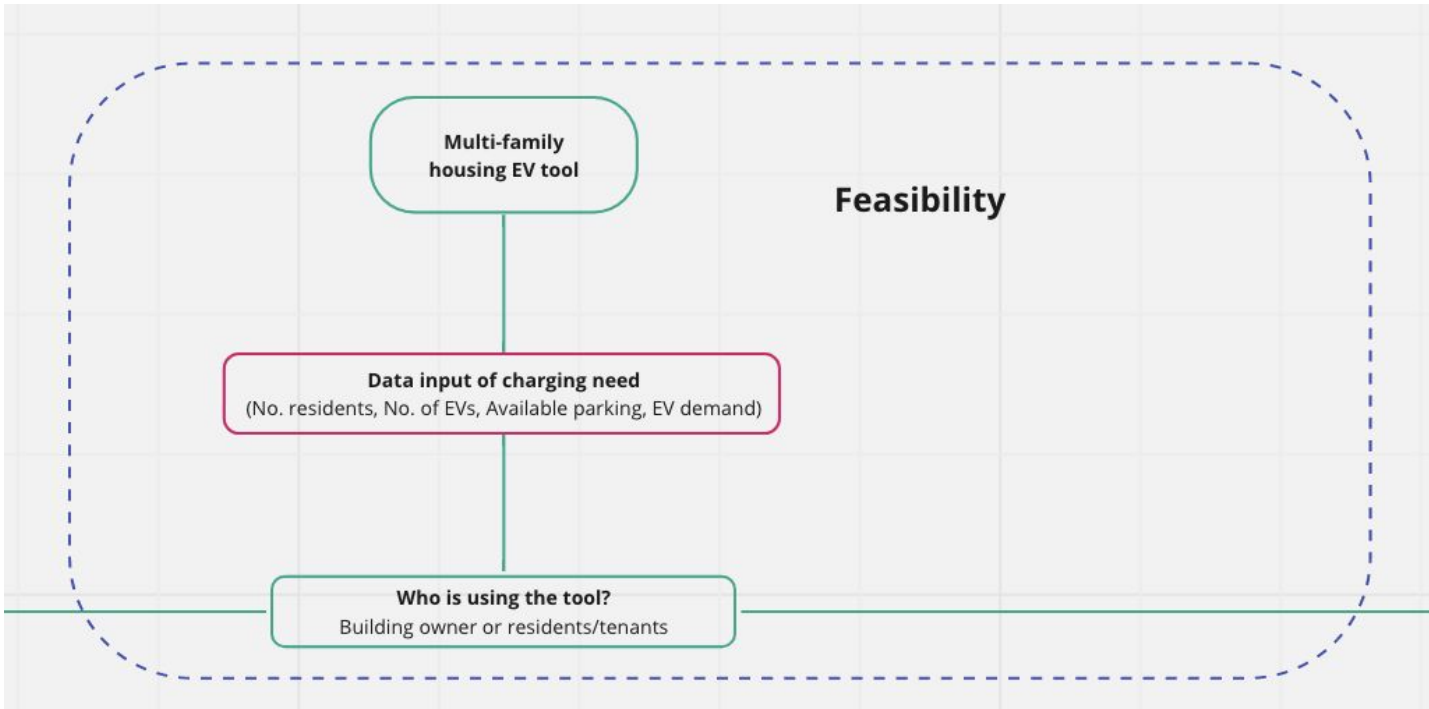 Multi-family
housing EV tool
Feasibility
Data input of charging need
(No. residents, No. of EVs, Available parking, EV demand)
Who is using the tool?
Building owner or residents/tenants